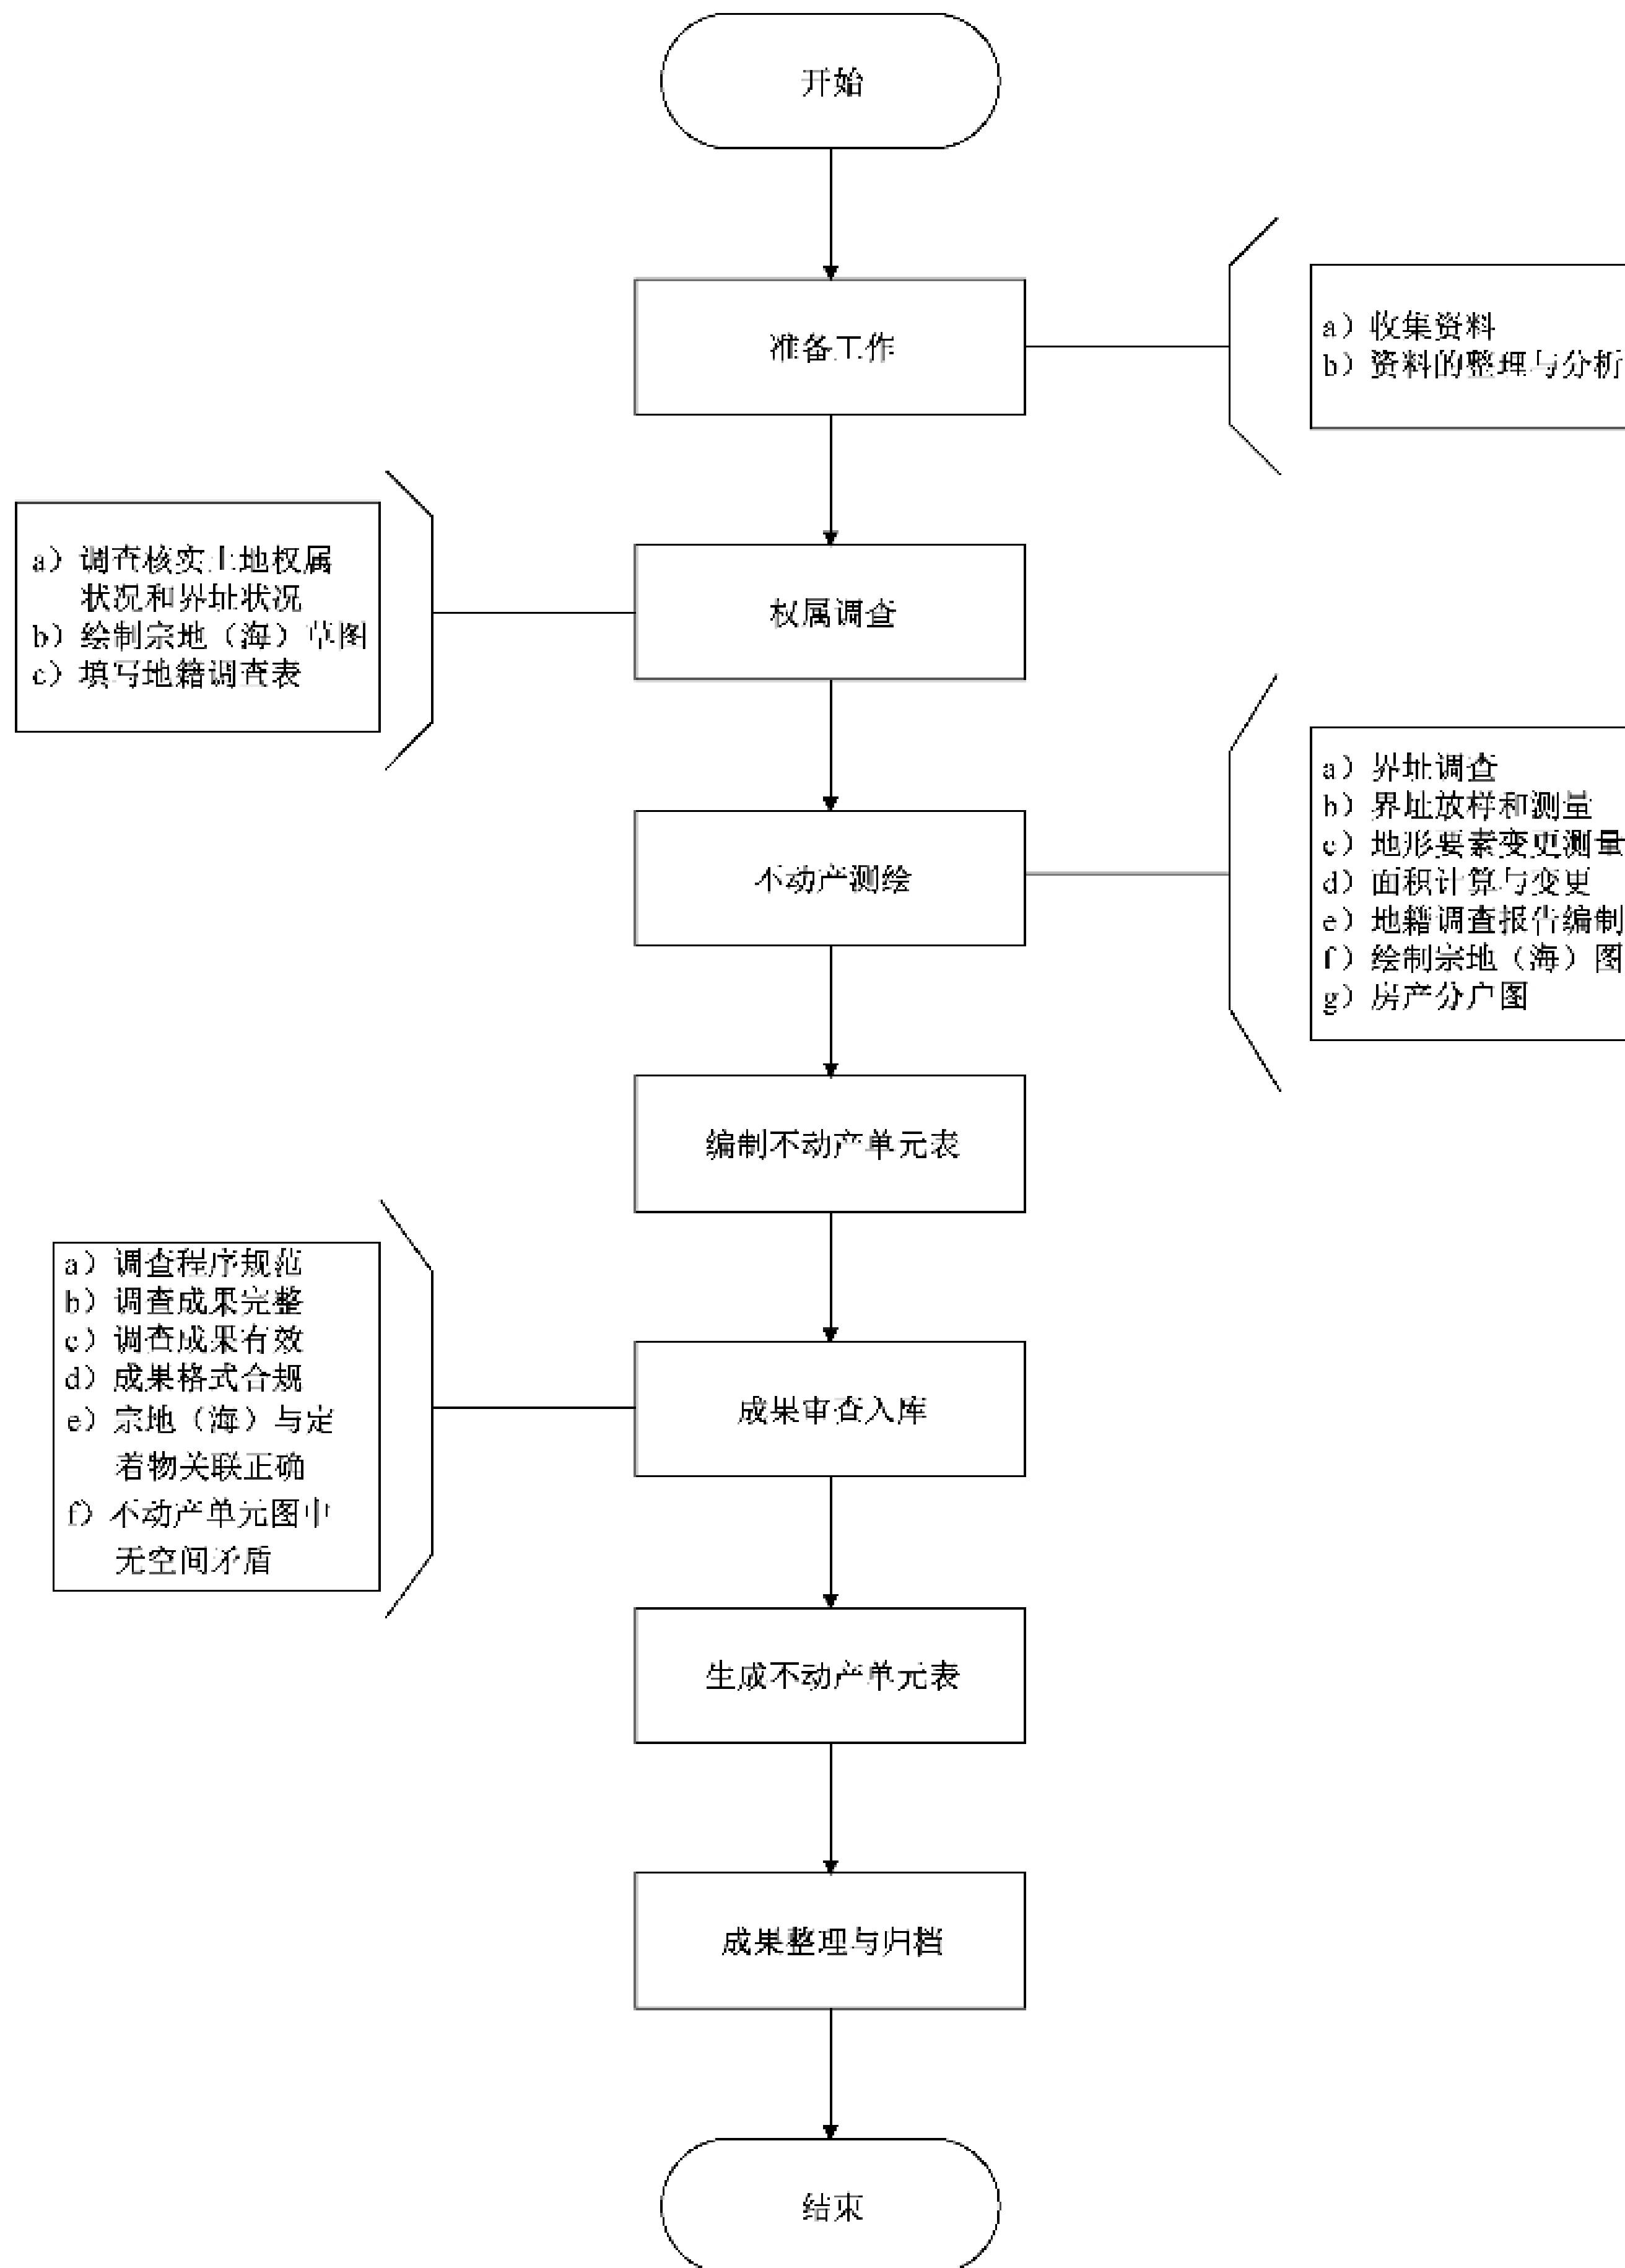 开始
准备工作
a）收集资料
b）资料的整理与分析
a）调查核实土地权属
状况和界址状况
b）绘制宗地（海）草图
c）填写地籍调查表
权属调查
不动产测绘
a）界址调查
b）界址放样和测量
c）地形要素变更测量
d）面积计算与变更
e）地籍调查报告编制
f）绘制宗地（海）图
g）房产分户图
编制不动产单元表
a）调查程序规范
b）调查成果完整
c）调查成果有效
d）成果格式合规
e）宗地（海）与定
着物关联正确
f）不动产单元图中
无空间矛盾
成果审查入库
生成不动产单元表
成果整理与归档
结束